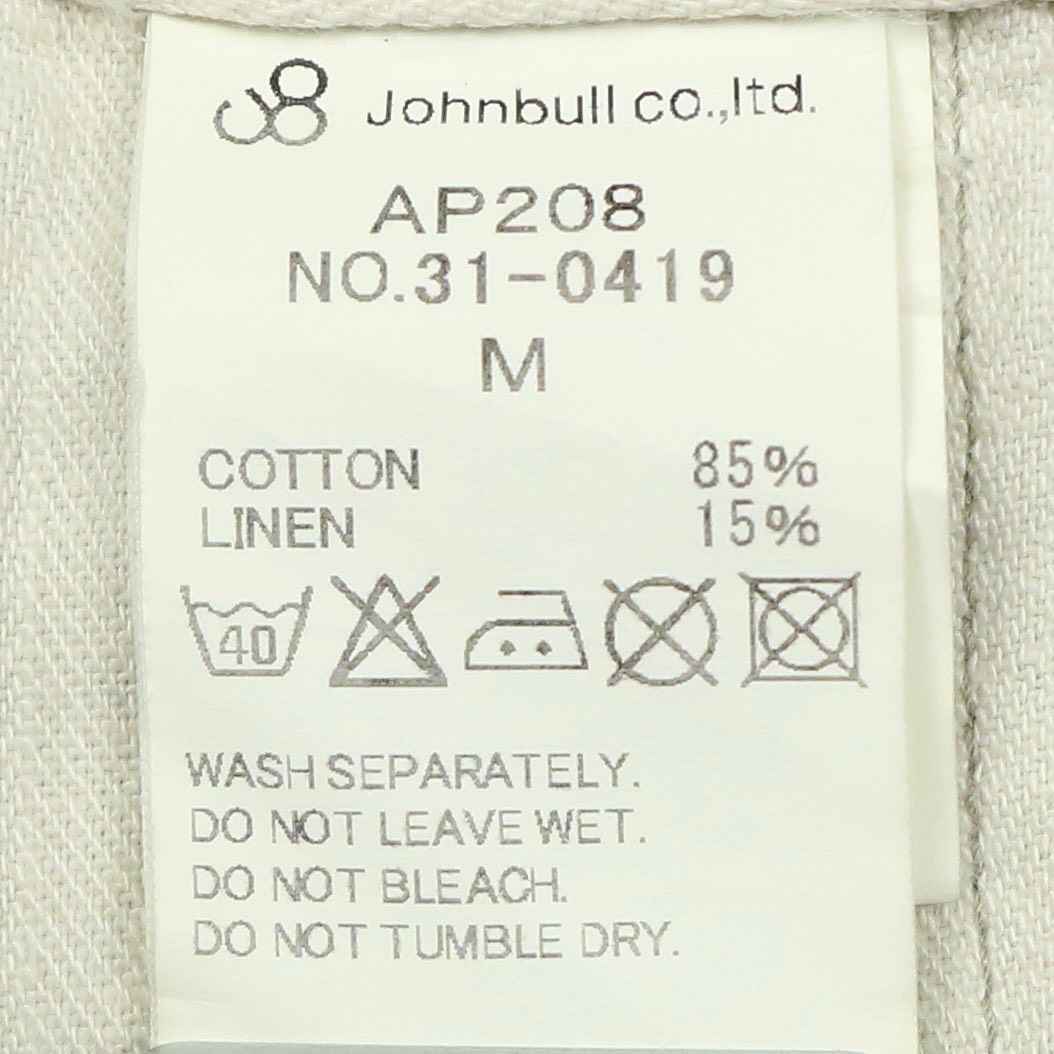 Johnbull co.,ltd.
AP208
NO.31-0419
M
COTTON 85%
LINEN 15%
40
WASH SEPARATELY.
DO NOT LEAVE WET.
DO NOT BLEACH.
DO NOT TUMBLE DRY.